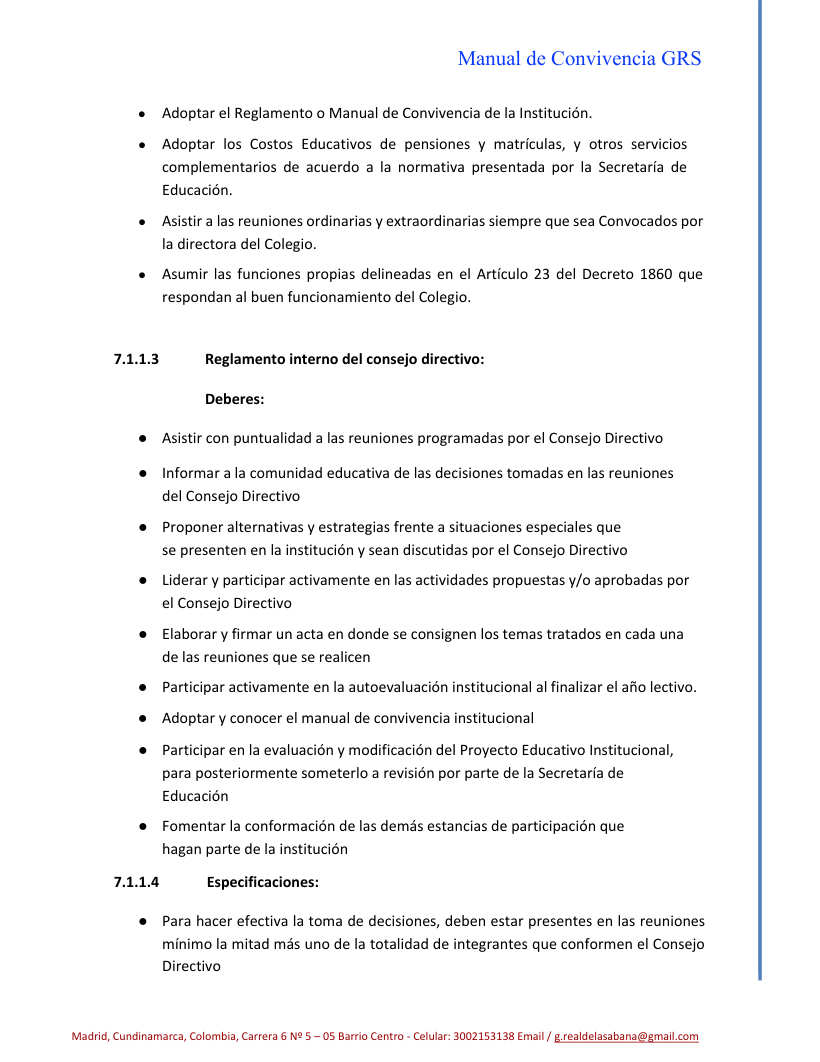 Manual de Convivencia GRS
● Adoptar el Reglamento o Manual de Convivencia de la Institución.
● Adoptar los Costos Educativos de pensiones y matrículas, y otros servicios
complementarios de acuerdo a la normativa presentada por la Secretaría de
Educación.
● Asistir a las reuniones ordinarias y extraordinarias siempre que sea Convocados por
la directora del Colegio.
● Asumir las funciones propias delineadas en el Artículo 23 del Decreto 1860 que
respondan al buen funcionamiento del Colegio.
7.1.1.3 Reglamento interno del consejo directivo:
Deberes:
● Asistir con puntualidad a las reuniones programadas por el Consejo Directivo
● Informar a la comunidad educativa de las decisiones tomadas en las reuniones
del Consejo Directivo
● Proponer alternativas y estrategias frente a situaciones especiales que
se presenten en la institución y sean discutidas por el Consejo Directivo
● Liderar y participar activamente en las actividades propuestas y/o aprobadas por
el Consejo Directivo
● Elaborar y firmar un acta en donde se consignen los temas tratados en cada una
de las reuniones que se realicen
● Participar activamente en la autoevaluación institucional al finalizar el año lectivo.
● Adoptar y conocer el manual de convivencia institucional
● Participar en la evaluación y modificación del Proyecto Educativo Institucional,
para posteriormente someterlo a revisión por parte de la Secretaría de
Educación
● Fomentar la conformación de las demás estancias de participación que
hagan parte de la institución
7.1.1.4 Especificaciones:
● Para hacer efectiva la toma de decisiones, deben estar presentes en las reuniones
mínimo la mitad más uno de la totalidad de integrantes que conformen el Consejo
Directivo
Madrid, Cundinamarca, Colombia, Carrera 6 Nº 5 – 05 Barrio Centro - Celular: 3002153138 Email / g.realdelasabana@gmail.com